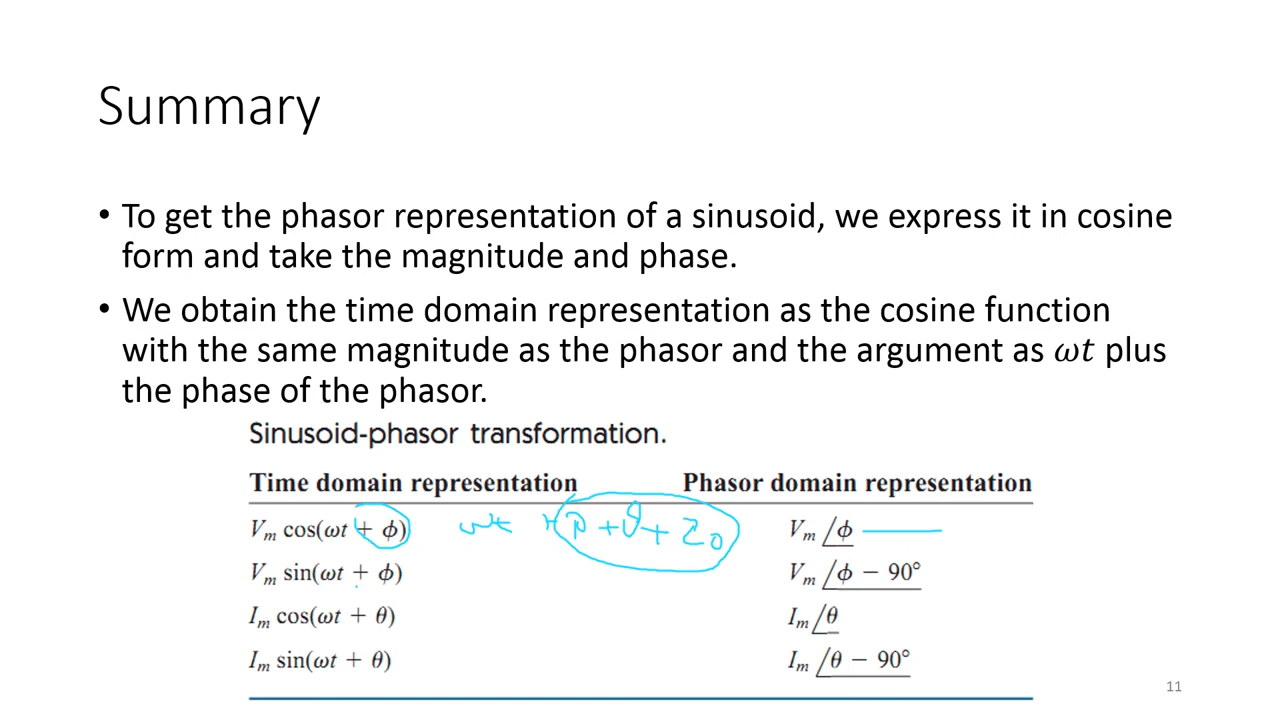 Summary
• To get the phasor representation of a sinusoid, we express it in cosine
form and take the magnitude and phase.
• We obtain the time domain representation as the cosine function
with the same magnitude as the phasor and the argument as 𝜔𝑡 plus
the phase of the phasor.
Sinusoid-phasor transformation.
Time domain representation Phasor domain representation
Vₘ cos(ωt + ϕ) ωt Vₘ /ϕ
Vₘ sin(ωt + ϕ) Vₘ /ϕ − 90°
Iₘ cos(ωt + θ) Iₘ /θ
Iₘ sin(ωt + θ) Iₘ /θ − 90°
11